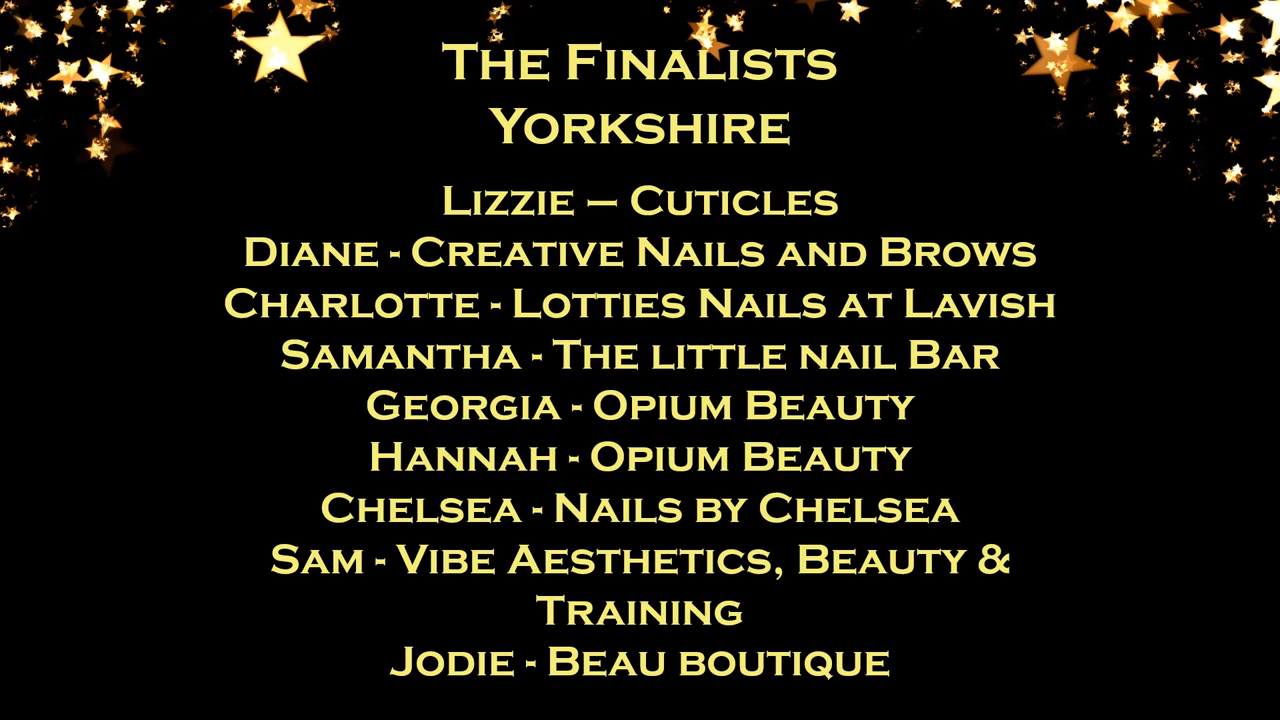 The Finalists
Yorkshire
Lizzie – Cuticles
Diane - Creative Nails and Brows
Charlotte - Lotties Nails at Lavish
Samantha - The little nail Bar
Georgia - Opium Beauty
Hannah - Opium Beauty
Chelsea - Nails by Chelsea
Sam - Vibe Aesthetics, Beauty &
Training
Jodie - Beau boutique